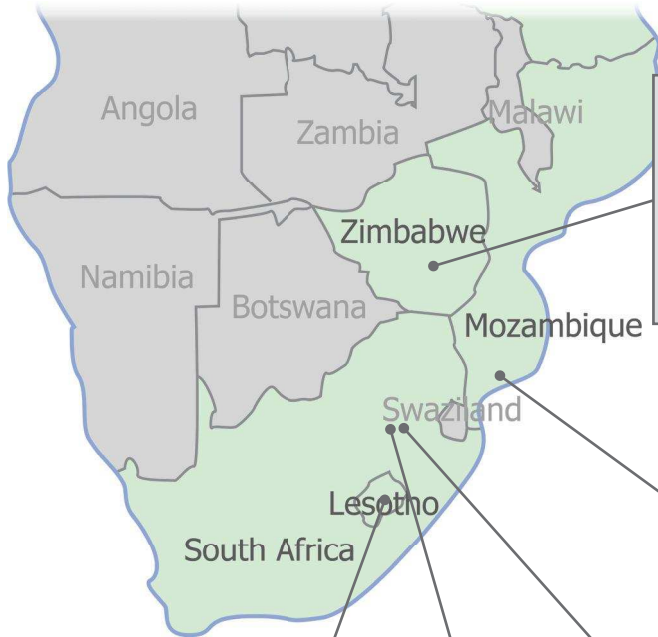 Angola
Zambia
Malawi
Zimbabwe
Namibia
Botswana
Mozambique
Swaziland
Lesotho
South Africa